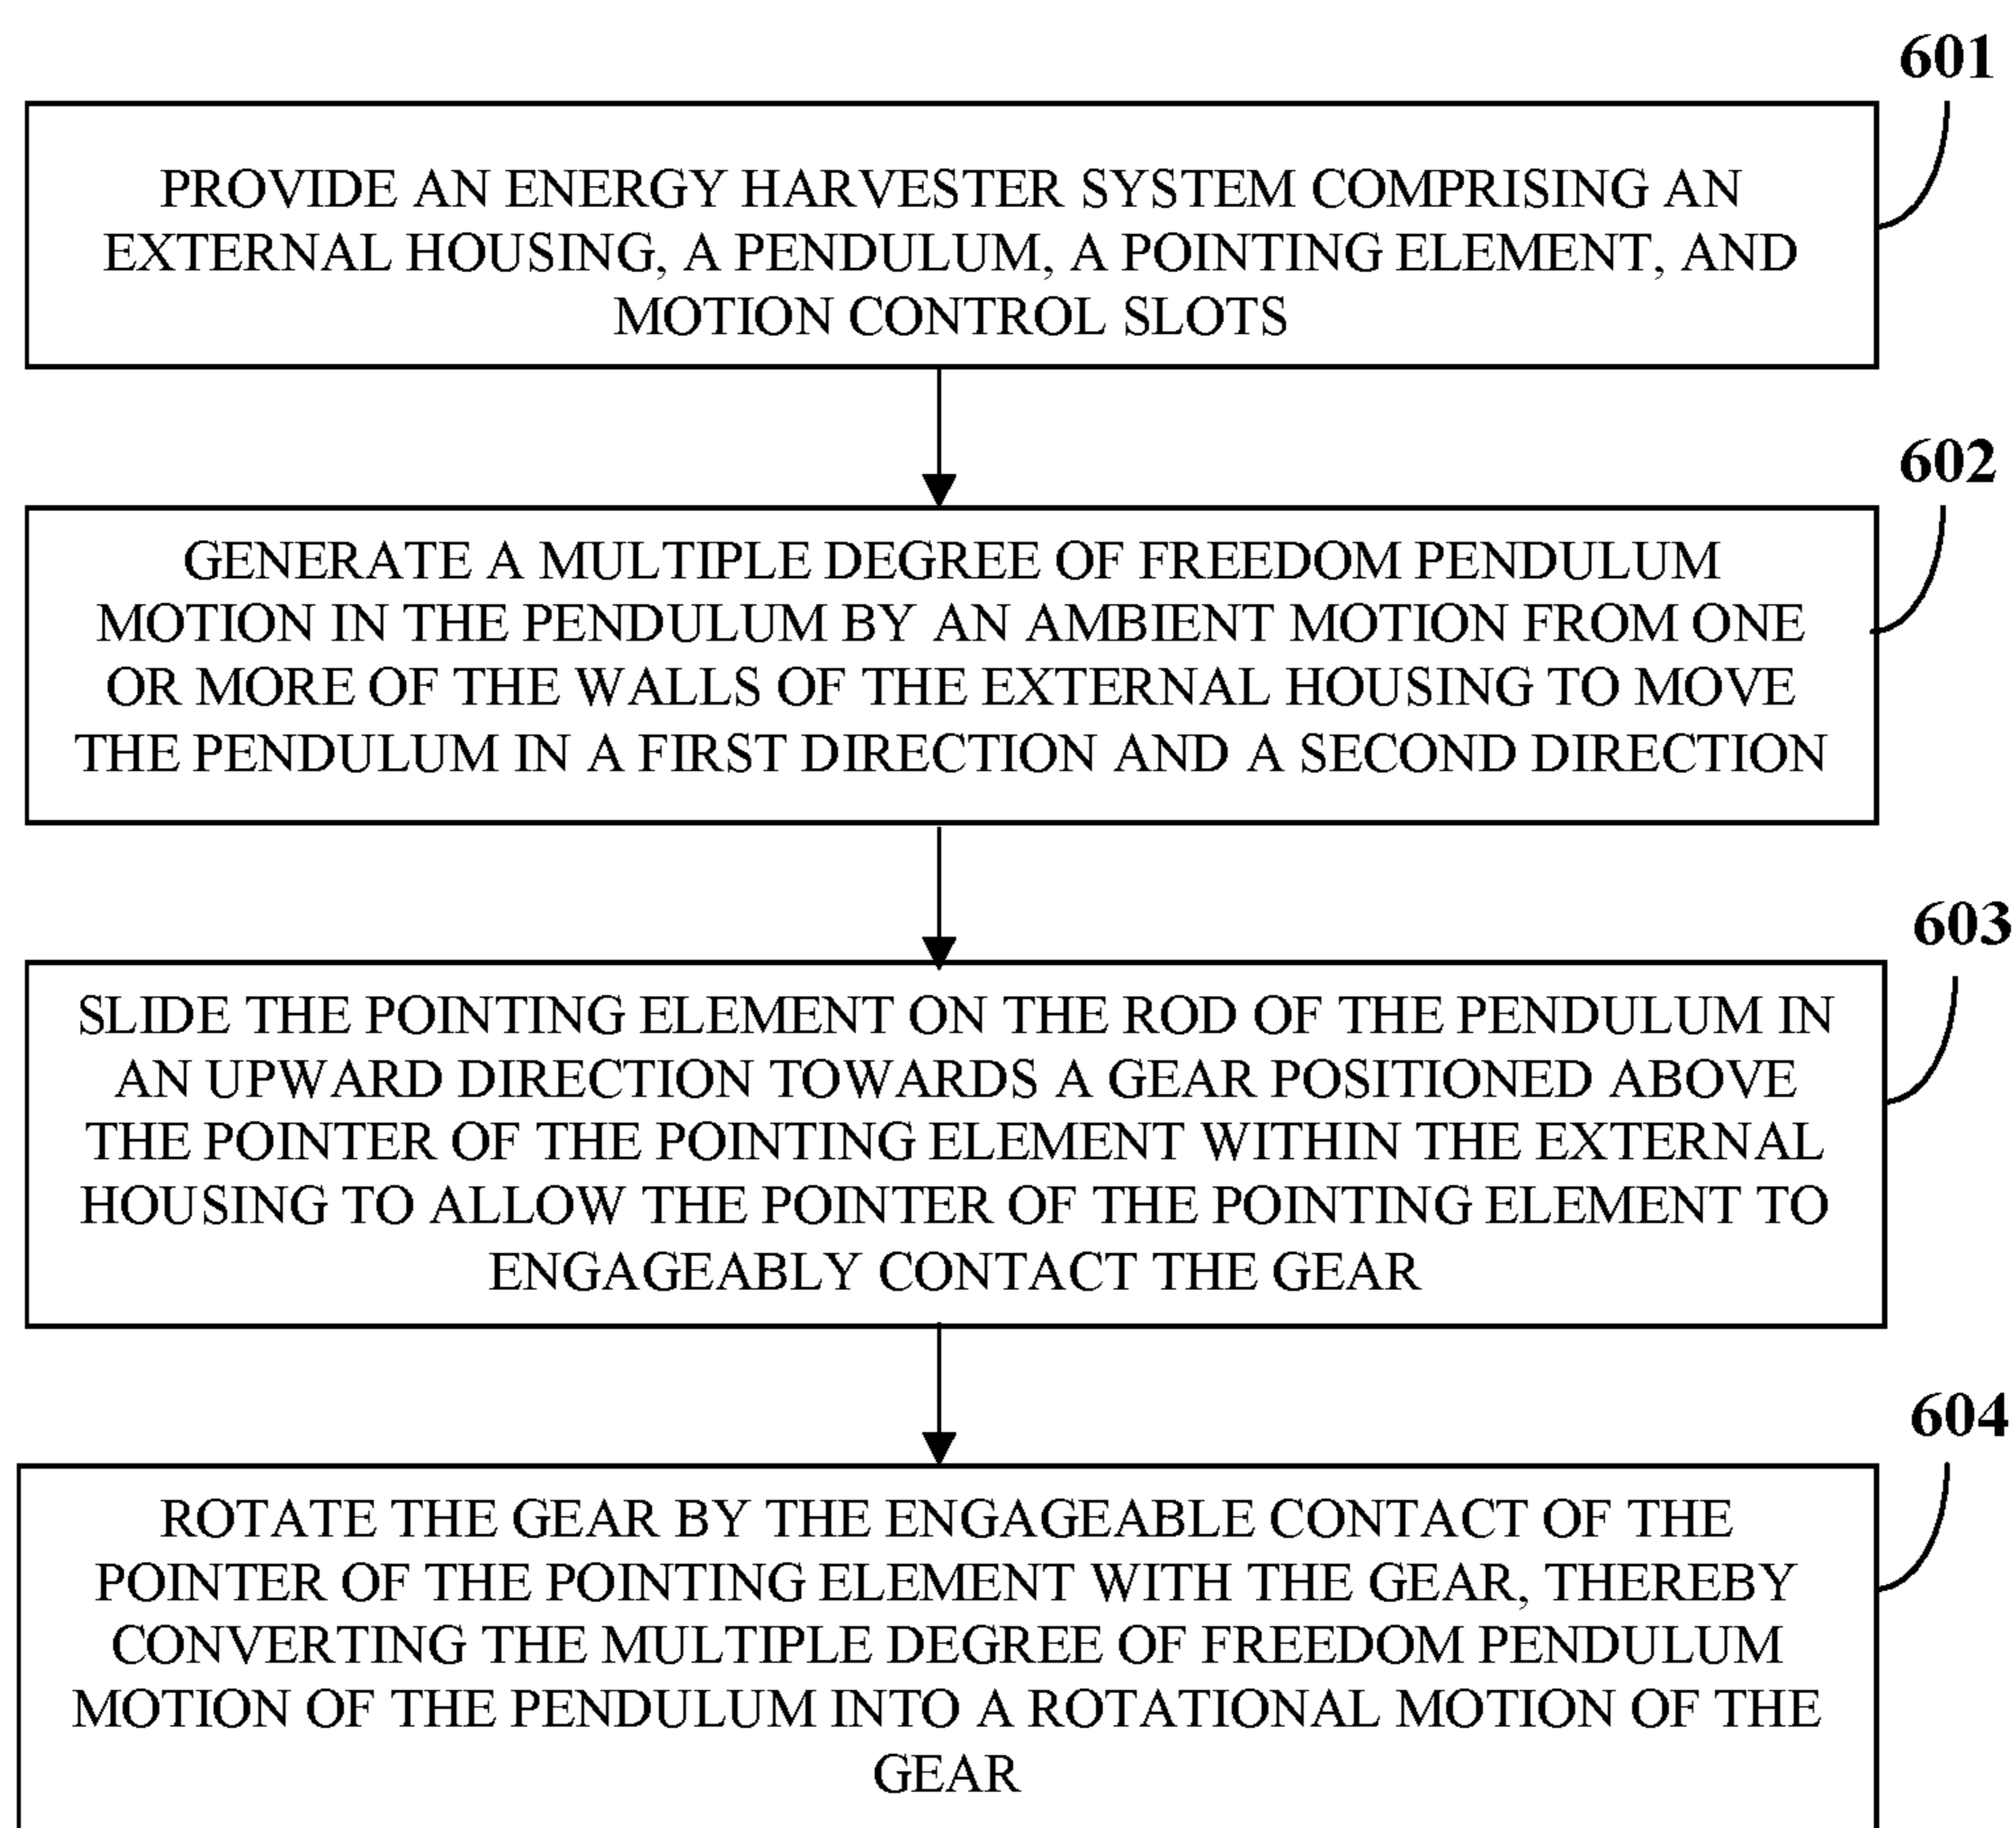 601
PROVIDE AN ENERGY HARVESTER SYSTEM COMPRISING AN
EXTERNAL HOUSING, A PENDULUM, A POINTING ELEMENT, AND
MOTION CONTROL SLOTS
602
GENERATE A MULTIPLE DEGREE OF FREEDOM PENDULUM
MOTION IN THE PENDULUM BY AN AMBIENT MOTION FROM ONE
OR MORE OF THE WALLS OF THE EXTERNAL HOUSING TO MOVE
THE PENDULUM IN A FIRST DIRECTION AND A SECOND DIRECTION
603
SLIDE THE POINTING ELEMENT ON THE ROD OF THE PENDULUM IN
AN UPWARD DIRECTION TOWARDS A GEAR POSITIONED ABOVE
THE POINTER OF THE POINTING ELEMENT WITHIN THE EXTERNAL
HOUSING TO ALLOW THE POINTER OF THE POINTING ELEMENT TO
ENGAGEABLY CONTACT THE GEAR
604
ROTATE THE GEAR BY THE ENGAGEABLE CONTACT OF THE
POINTER OF THE POINTING ELEMENT WITH THE GEAR, THEREBY
CONVERTING THE MULTIPLE DEGREE OF FREEDOM PENDULUM
MOTION OF THE PENDULUM INTO A ROTATIONAL MOTION OF THE
GEAR